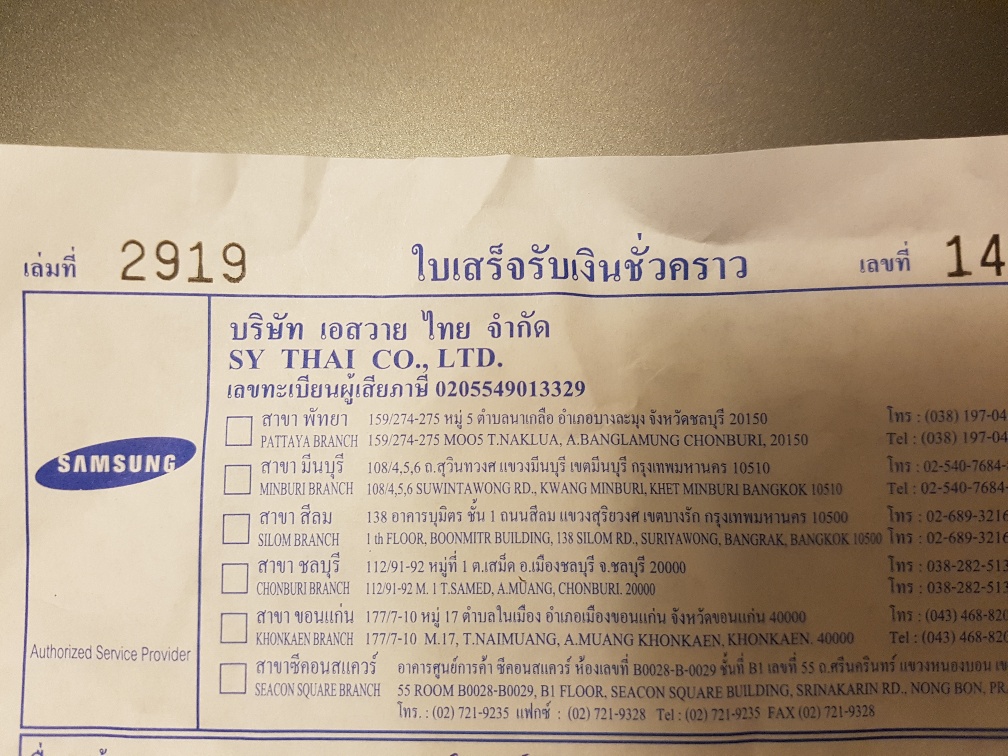 เล่มที่ 2919 ใบเสร็จรับเงินชั่วคราว เลขที่ 14
SAMSUNG
Authorized Service Provider
บริษัท เอสวาย ไทย จำกัด
SY THAI CO., LTD.
เลขทะเบียนผู้เสียภาษี 0205549013329
สาขา พัทยา 159/274-275 หมู่ 5 ตำบลนาเกลือ อำเภอบางละมุง จังหวัดชลบุรี 20150 โทร : (038) 197-04
PATTAYA BRANCH 159/274-275 MOO5 T.NAKLUA, A.BANGLAMUNG CHONBURI, 20150 Tel : (038) 197-04
สาขา มีนบุรี 108/4,5,6 ถ.สุวินทวงศ์ แขวงมีนบุรี เขตมีนบุรี กรุงเทพมหานคร 10510 โทร : 02-540-7684-
MINBURI BRANCH 108/4,5,6 SUWINTAWONG RD., KWANG MINBURI, KHET MINBURI BANGKOK 10510 Tel : 02-540-7684-
สาขา สีลม 138 อาคารบุมิตร ชั้น 1 ถนนสีลม แขวงสุริยวงศ เขตบางรัก กรุงเทพมหานคร 10500 โทร : 02-689-3216
SILOM BRANCH 1 th FLOOR, BOONMITR BUILDING, 138 SILOM RD., SURIYAWONG, BANGRAK, BANGKOK 10500 Tel : 02-689-3216
สาขา ชลบุรี 112/91-92 หมู่ที่ 1 ต.เสม็ด อ.เมืองชลบุรี จ.ชลบุรี 20000 โทร : 038-282-513
CHONBURI BRANCH 112/91-92 M. 1 T.SAMED, A.MUANG, CHONBURI. 20000 Tel : 038-282-513
สาขา ขอนแก่น 177/7-10 หมู่ 17 ตำบลในเมือง อำเภอเมืองขอนแก่น จังหวัดขอนแก่น 40000 โทร : (043) 468-820
KHONKAEN BRANCH 177/7-10 M.17, T.NAIMUANG, A.MUANG KHONKAEN, KHONKAEN. 40000 Tel : (043) 468-820
สาขาซีคอนสแควร์ อาคารศูนย์การค้า ซีคอนสแควร์ ห้องเลขที่ B0028-B-0029 ชั้นที่ B1 เลขที่ 55 ถ.ศรีนครินทร์ แขวงหนองบอน เข
SEACON SQUARE BRANCH 55 ROOM B0028-B0029, B1 FLOOR, SEACON SQUARE BUILDING, SRINAKARIN RD., NONG BON, PR
โทร. : (02) 721-9235 แฟกซ์ : (02) 721-9328 Tel : (02) 721-9235 FAX (02) 721-9328